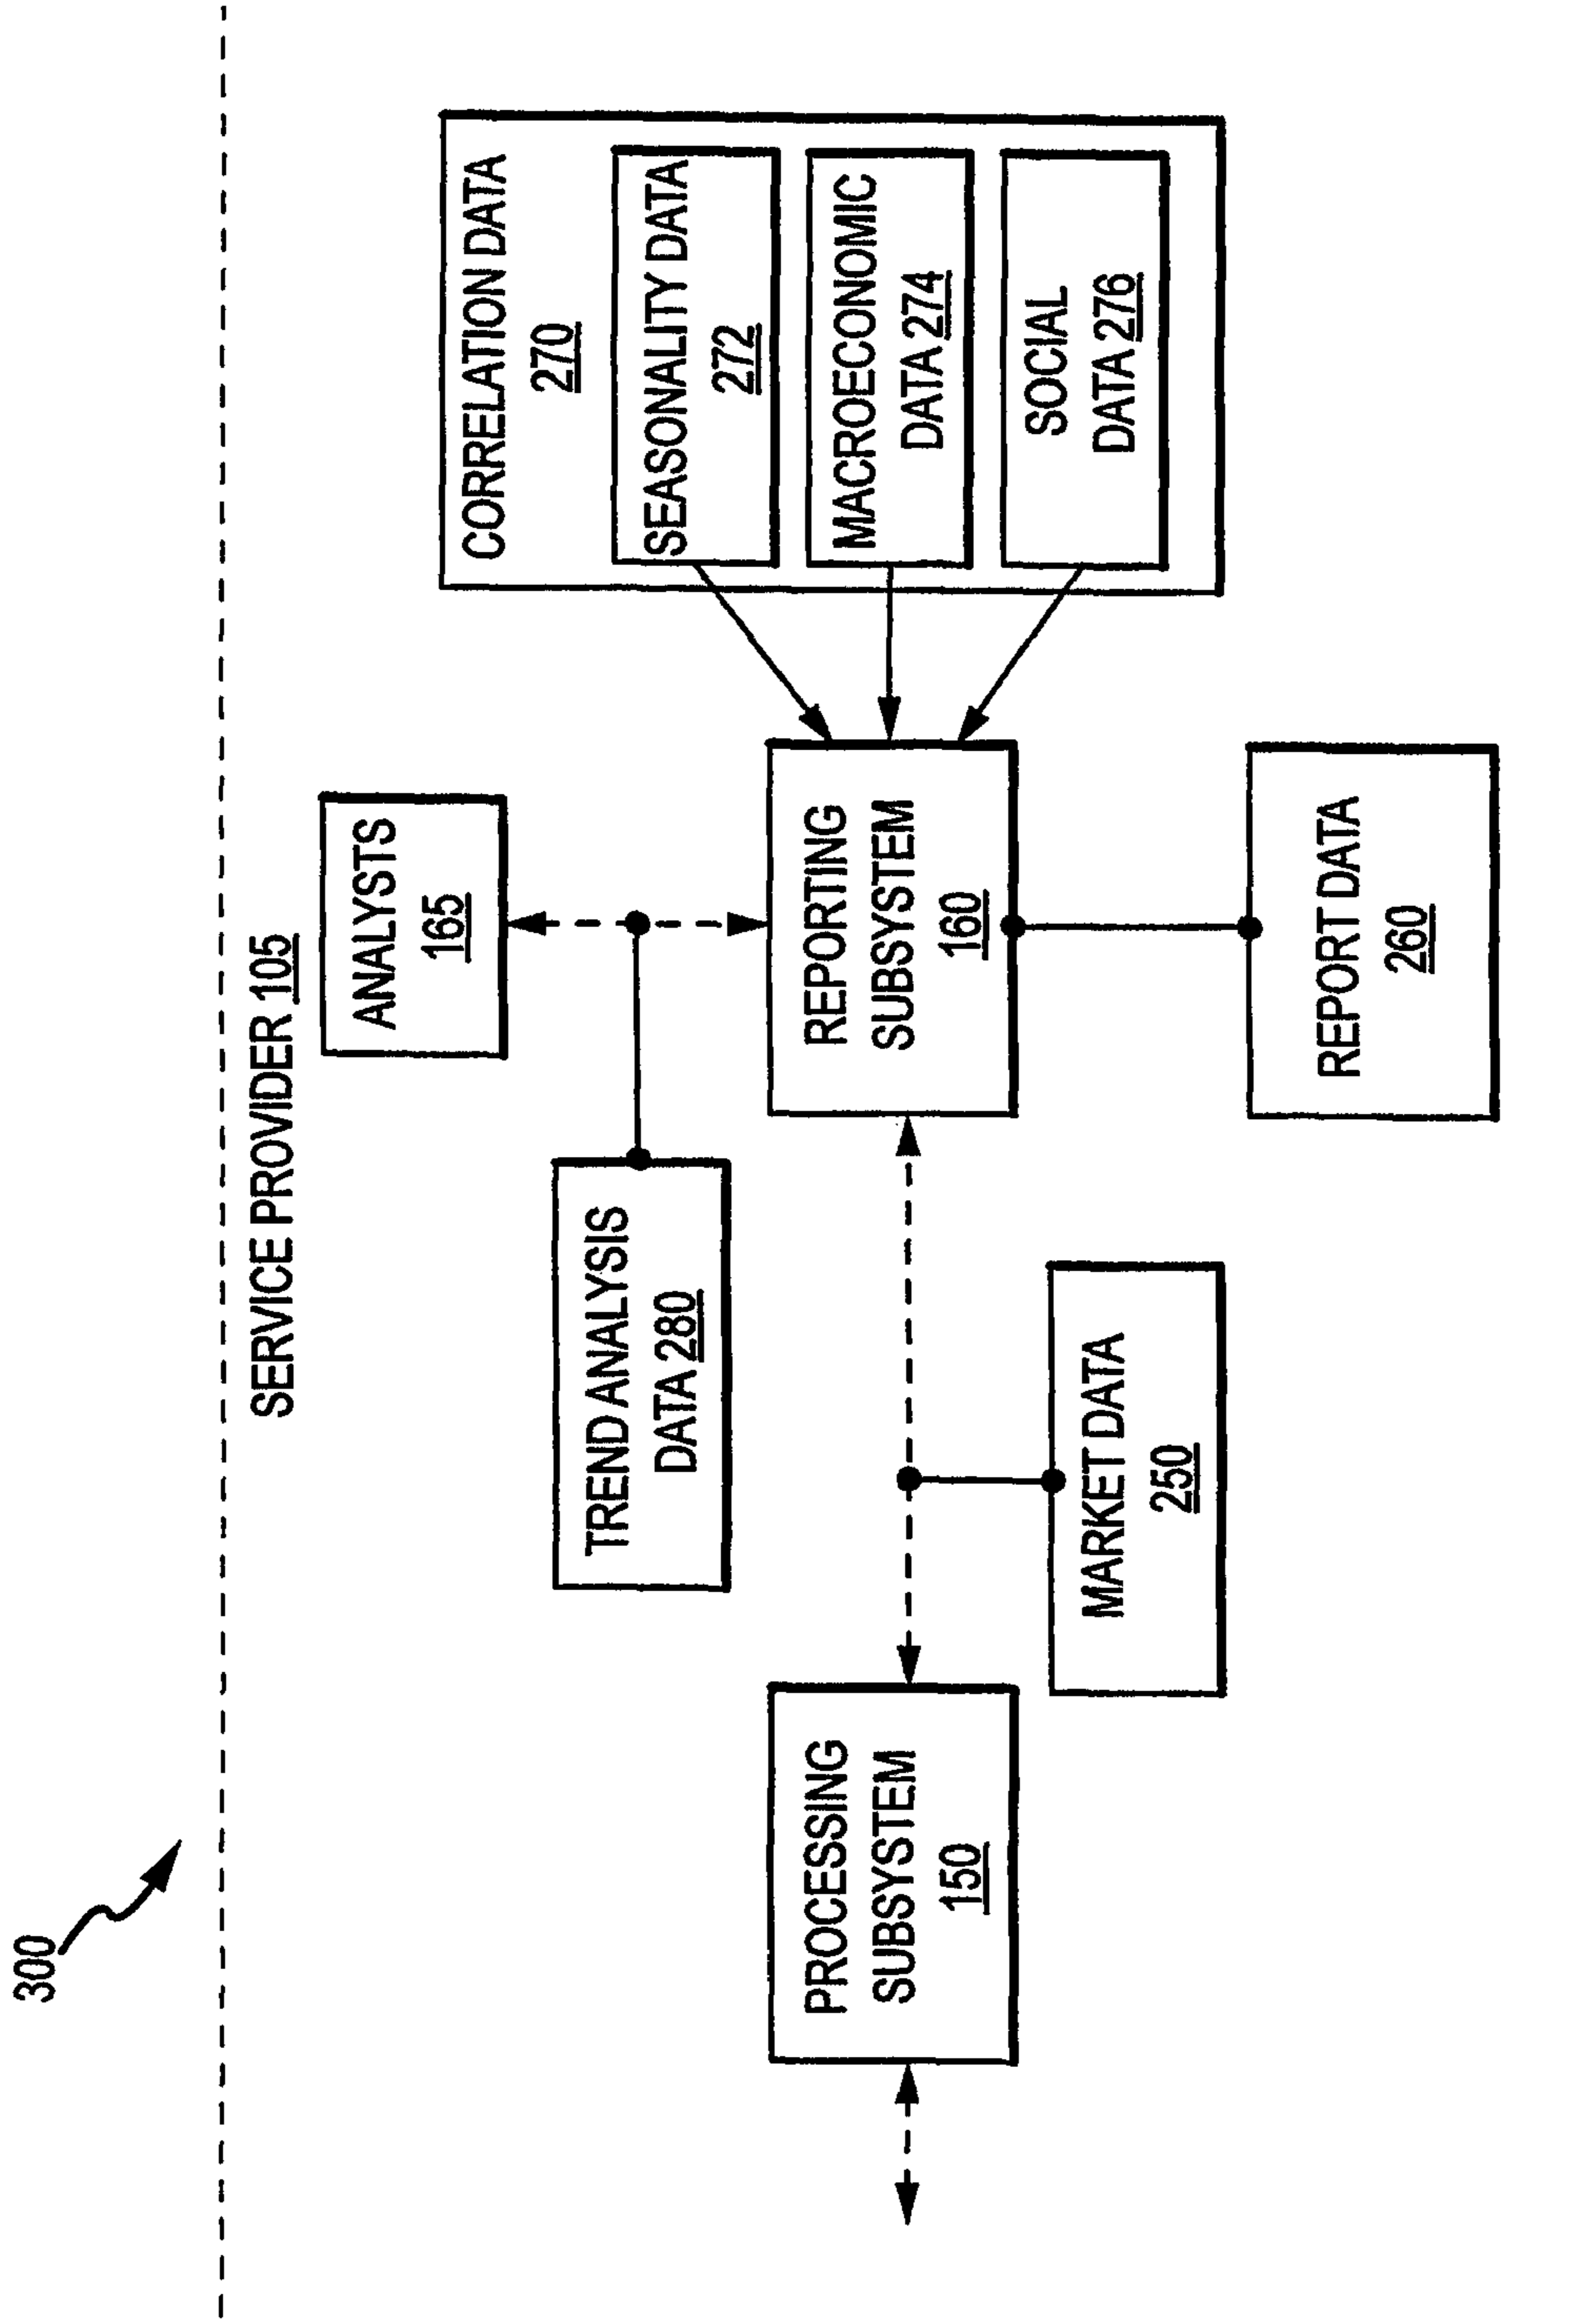 300
SERVICE PROVIDER 105
ANALYSTS
165
TREND ANALYSIS
DATA 280
CORRELATION DATA
270
SEASONALITY DATA
272
MACROECONOMIC
DATA 274
SOCIAL
DATA 276
PROCESSING
SUBSYSTEM
150
REPORTING
SUBSYSTEM
160
MARKET DATA
250
REPORT DATA
260